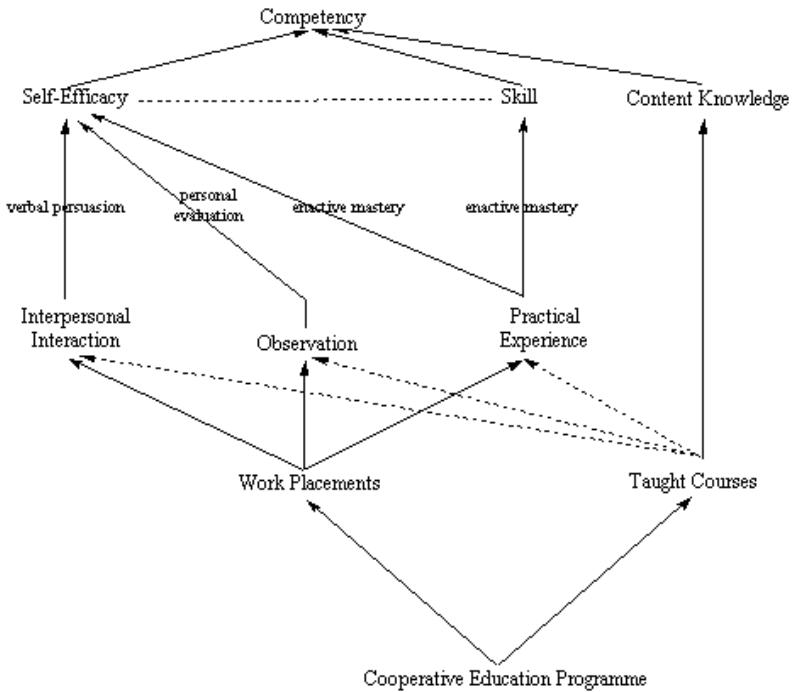 Competency
Self-Efficacy
Skill
Content Knowledge
verbal persuasion
personal
evaluation
enactive mastery
enactive mastery
Interpersonal
Interaction
Observation
Practical
Experience
Work Placements
Taught Courses
Cooperative Education Programme